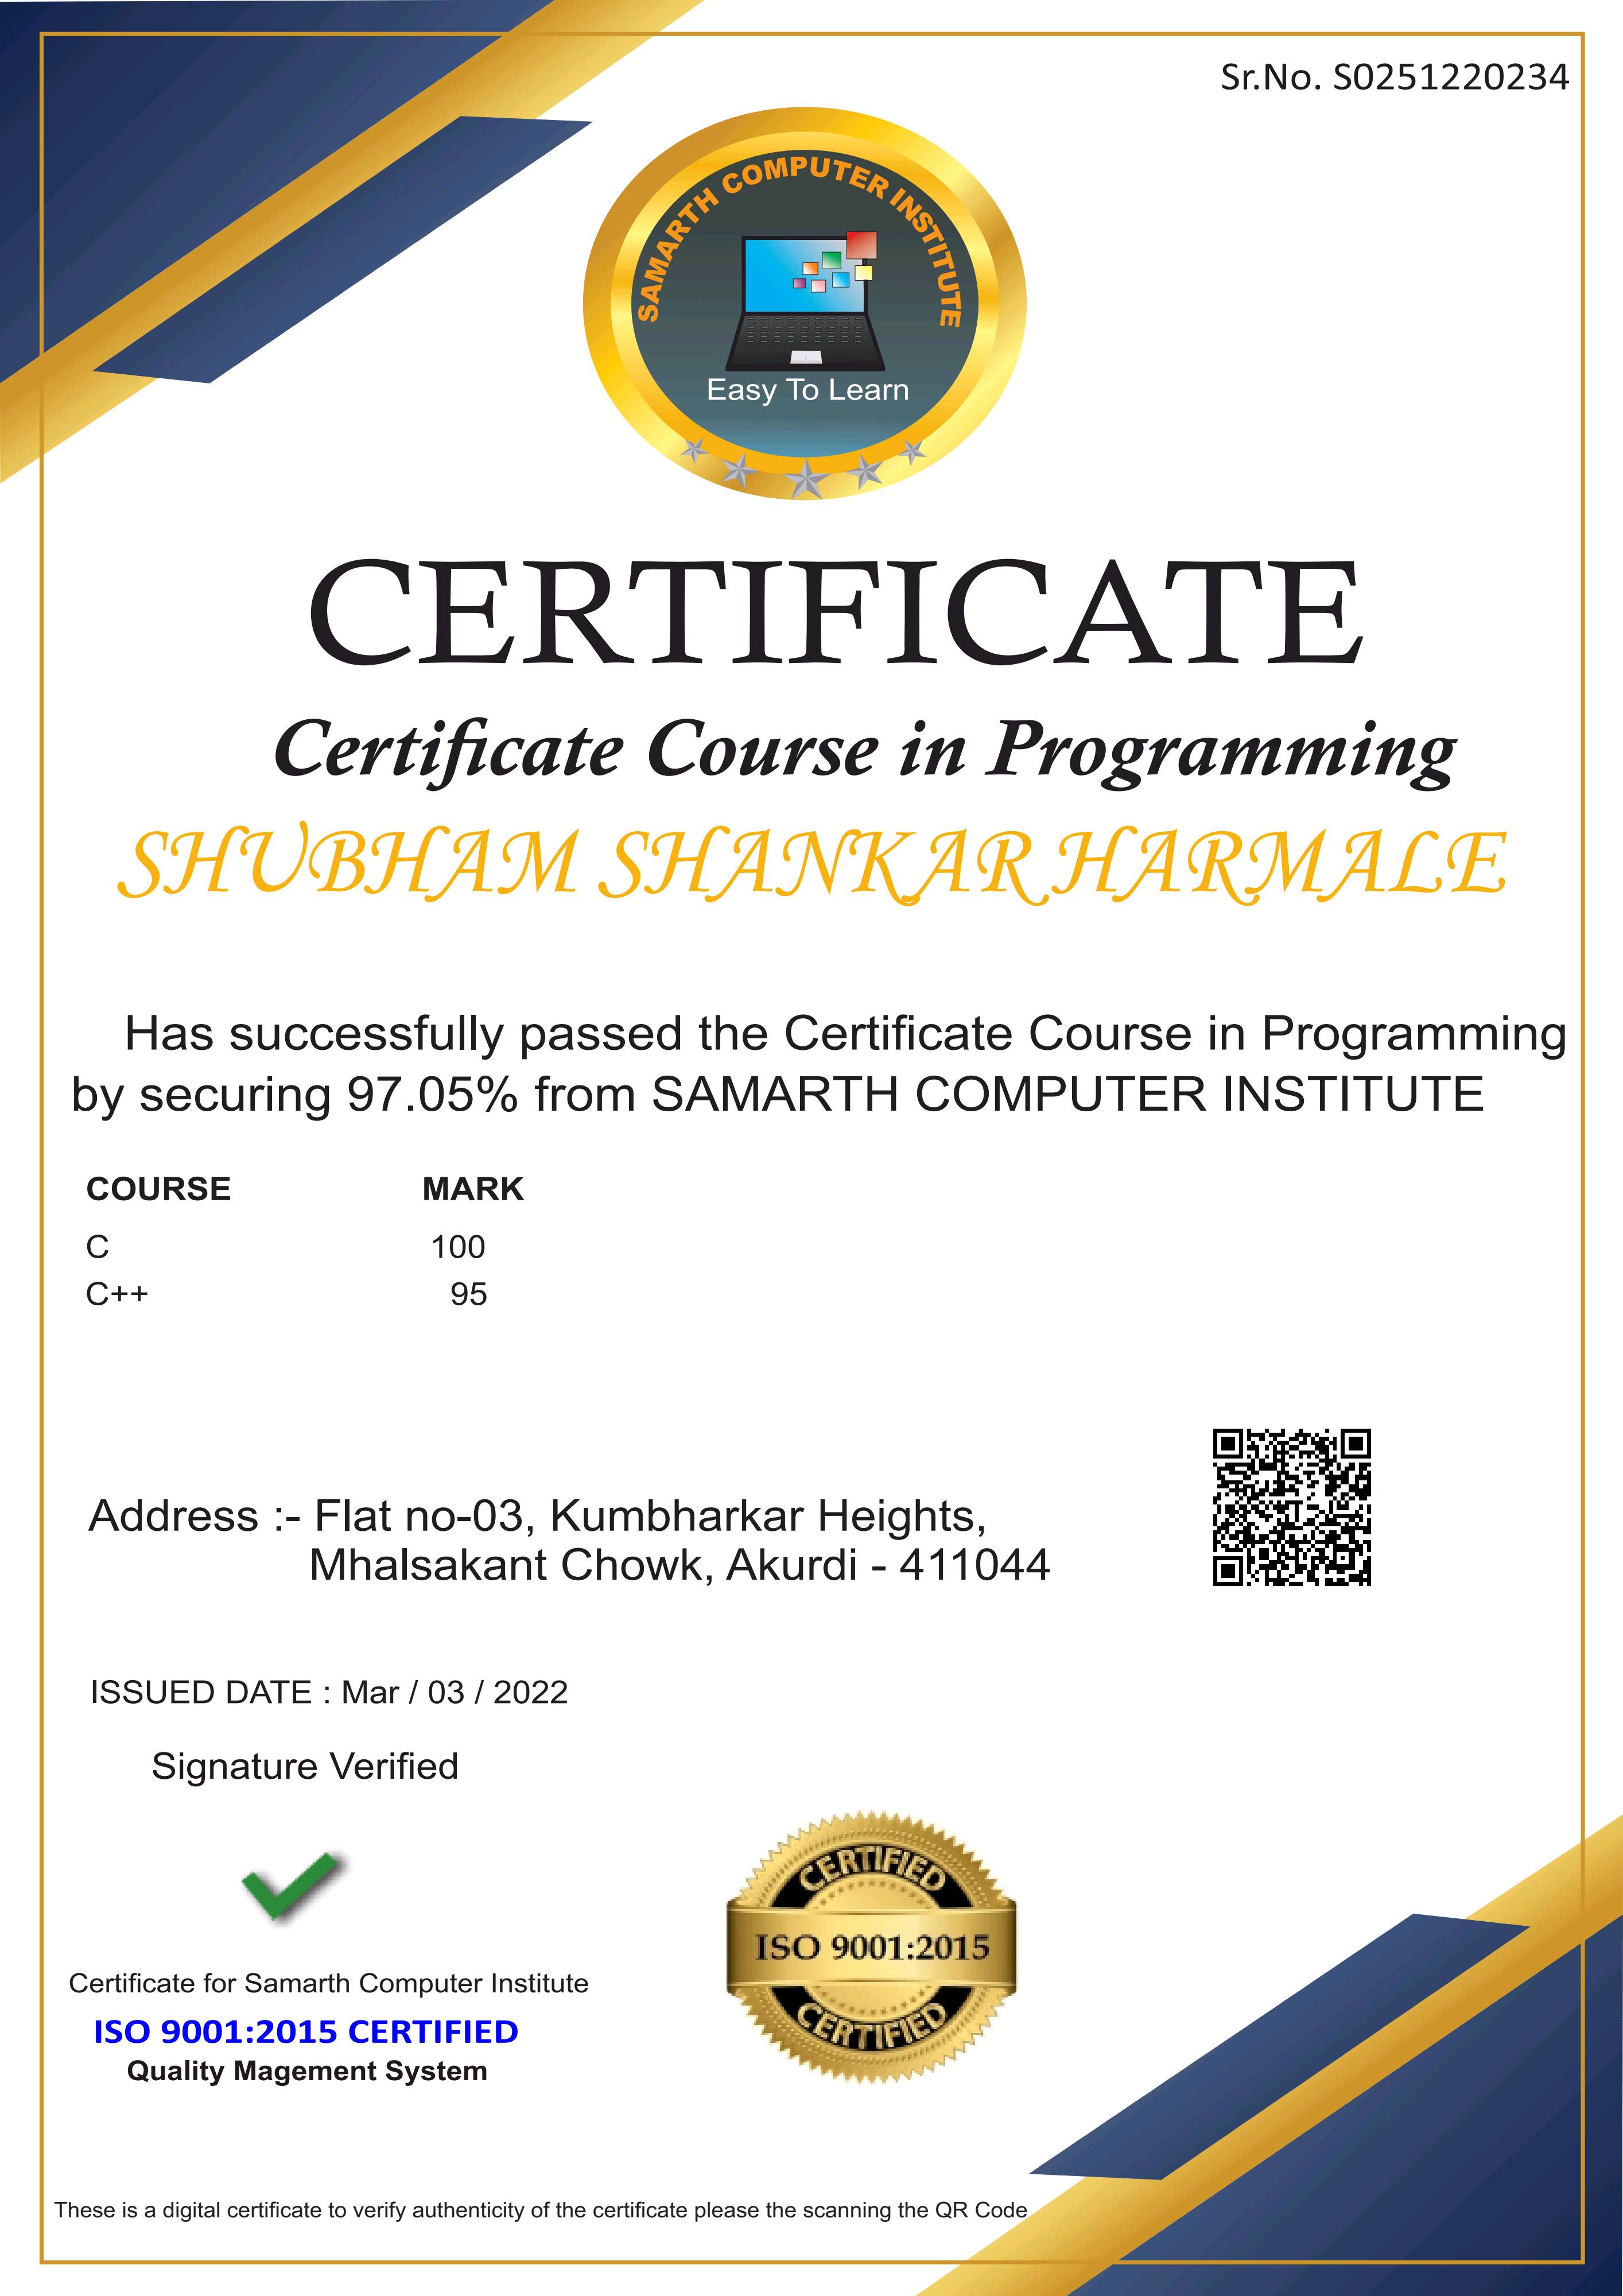 Sr.No. S0251220234
SAMARTH COMPUTER INSTITUTE
Easy To Learn
CERTIFICATE
Certificate Course in Programming
SHUBHAM SHANKAR HARMALE
Has successfully passed the Certificate Course in Programming
by securing 97.05% from SAMARTH COMPUTER INSTITUTE
COURSE MARK
C 100
C++ 95
Address :- Flat no-03, Kumbharkar Heights,
Mhalsakant Chowk, Akurdi - 411044
ISSUED DATE : Mar / 03 / 2022
Signature Verified
CERTIFIED
ISO 9001:2015
CERTIFIED
Certificate for Samarth Computer Institute
ISO 9001:2015 CERTIFIED
Quality Magement System
These is a digital certificate to verify authenticity of the certificate please the scanning the QR Code